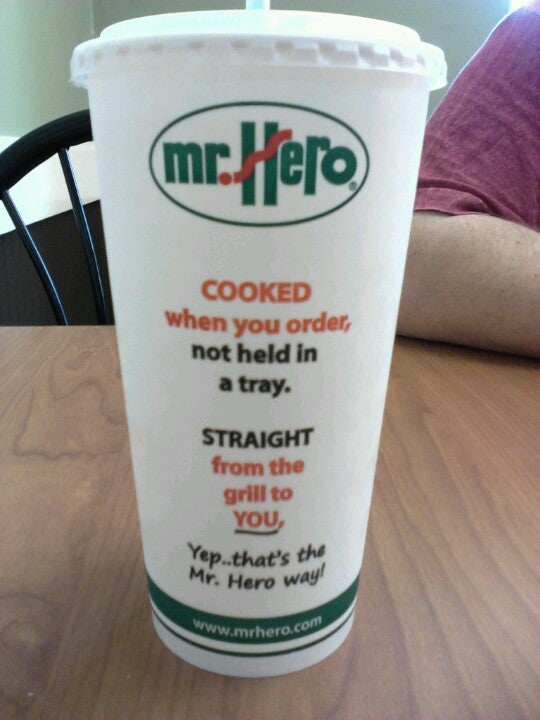 mr. Hero®
COOKED
when you order,
not held in
a tray.
STRAIGHT
from the
grill to
YOU,
Yep..that's the
Mr. Hero way!
www.mrhero.com